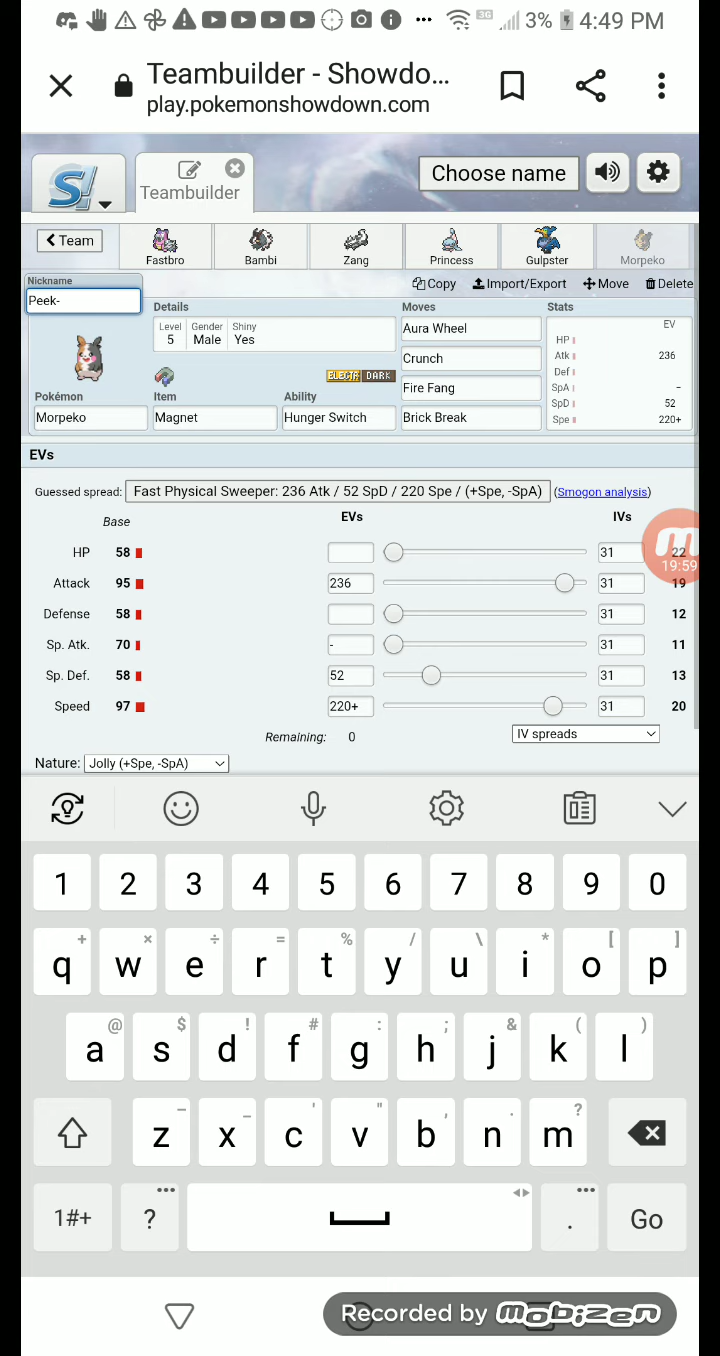 3G 3% 4:49 PM
Teambuilder - Showdo...
play.pokemonshowdown.com
S!
Teambuilder
Choose name
Team
Fastbro
Bambi
Zang
Princess
Gulpster
Morpeko
Nickname
Copy Import/Export Move Delete
Peek-
Details
Moves
Stats
Level Gender Shiny
5 Male Yes
Aura Wheel
Crunch
Fire Fang
Brick Break
EV
HP
Atk 236
Def
SpA -
SpD 52
Spe 220+
ELECTR DARK
Pokémon
Item
Ability
Morpeko
Magnet
Hunger Switch
EVs
Guessed spread: Fast Physical Sweeper: 236 Atk / 52 SpD / 220 Spe / (+Spe, -SpA) (Smogon analysis)
Base EVs IVs
HP 58 31 22
Attack 95 236 31 19
Defense 58 31 12
Sp. Atk. 70 - 31 11
Sp. Def. 58 52 31 13
Speed 97 220+ 31 20
19:59
Remaining: 0
IV spreads
Nature: Jolly (+Spe, -SpA)
1 2 3 4 5 6 7 8 9 0
+ × ÷ = % / \ * [ ]
q w e r t y u i o p
@ $ ! # : ; & ( )
a s d f g h j k l
– _ ' " , . ?
z x c v b n m
1#+ ? . Go
Recorded by mobizen